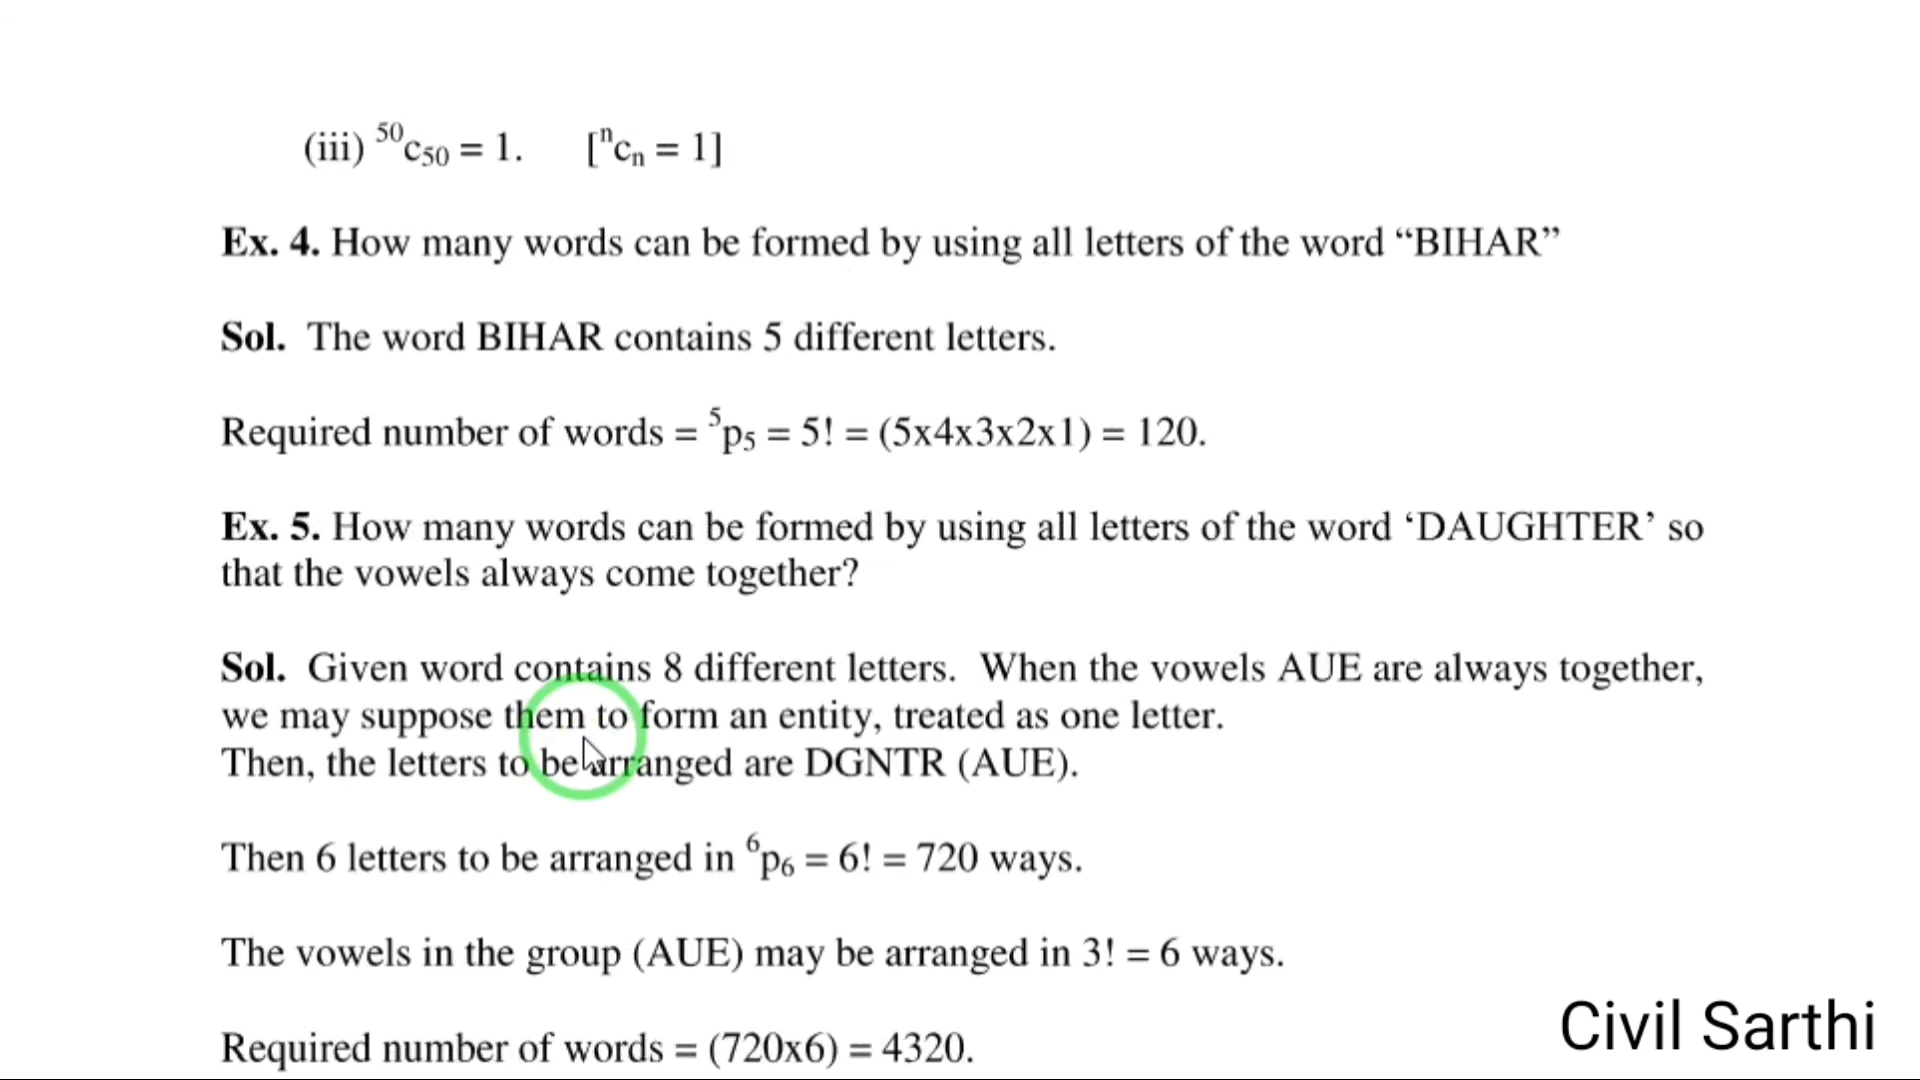 (iii) ⁵⁰c₅₀ = 1. [ⁿcₙ = 1]
Ex. 4. How many words can be formed by using all letters of the word “BIHAR”
Sol. The word BIHAR contains 5 different letters.
Required number of words = ⁵p₅ = 5! = (5x4x3x2x1) = 120.
Ex. 5. How many words can be formed by using all letters of the word ‘DAUGHTER’ so
that the vowels always come together?
Sol. Given word contains 8 different letters. When the vowels AUE are always together,
we may suppose them to form an entity, treated as one letter.
Then, the letters to be arranged are DGNTR (AUE).
Then 6 letters to be arranged in ⁶p₆ = 6! = 720 ways.
The vowels in the group (AUE) may be arranged in 3! = 6 ways.
Required number of words = (720x6) = 4320.
Civil Sarthi